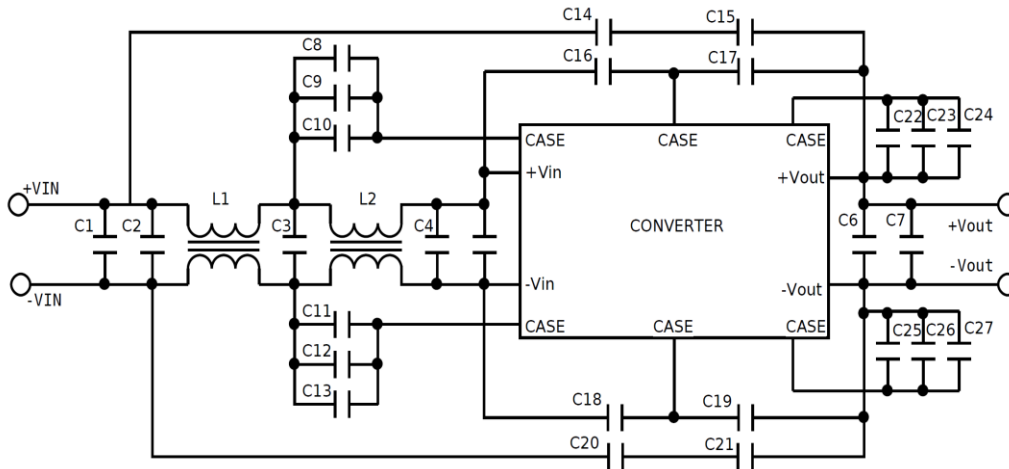 C14
C15
C8
C16
C17
C9
C10
C22
C23
C24
CASE
CASE
CASE
+Vin
+Vout
+VIN
L1
L2
C1
C2
C3
C4
CONVERTER
C6
C7
+Vout
-Vout
-VIN
-Vin
-Vout
C11
CASE
CASE
CASE
C25
C26
C27
C12
C13
C18
C19
C20
C21